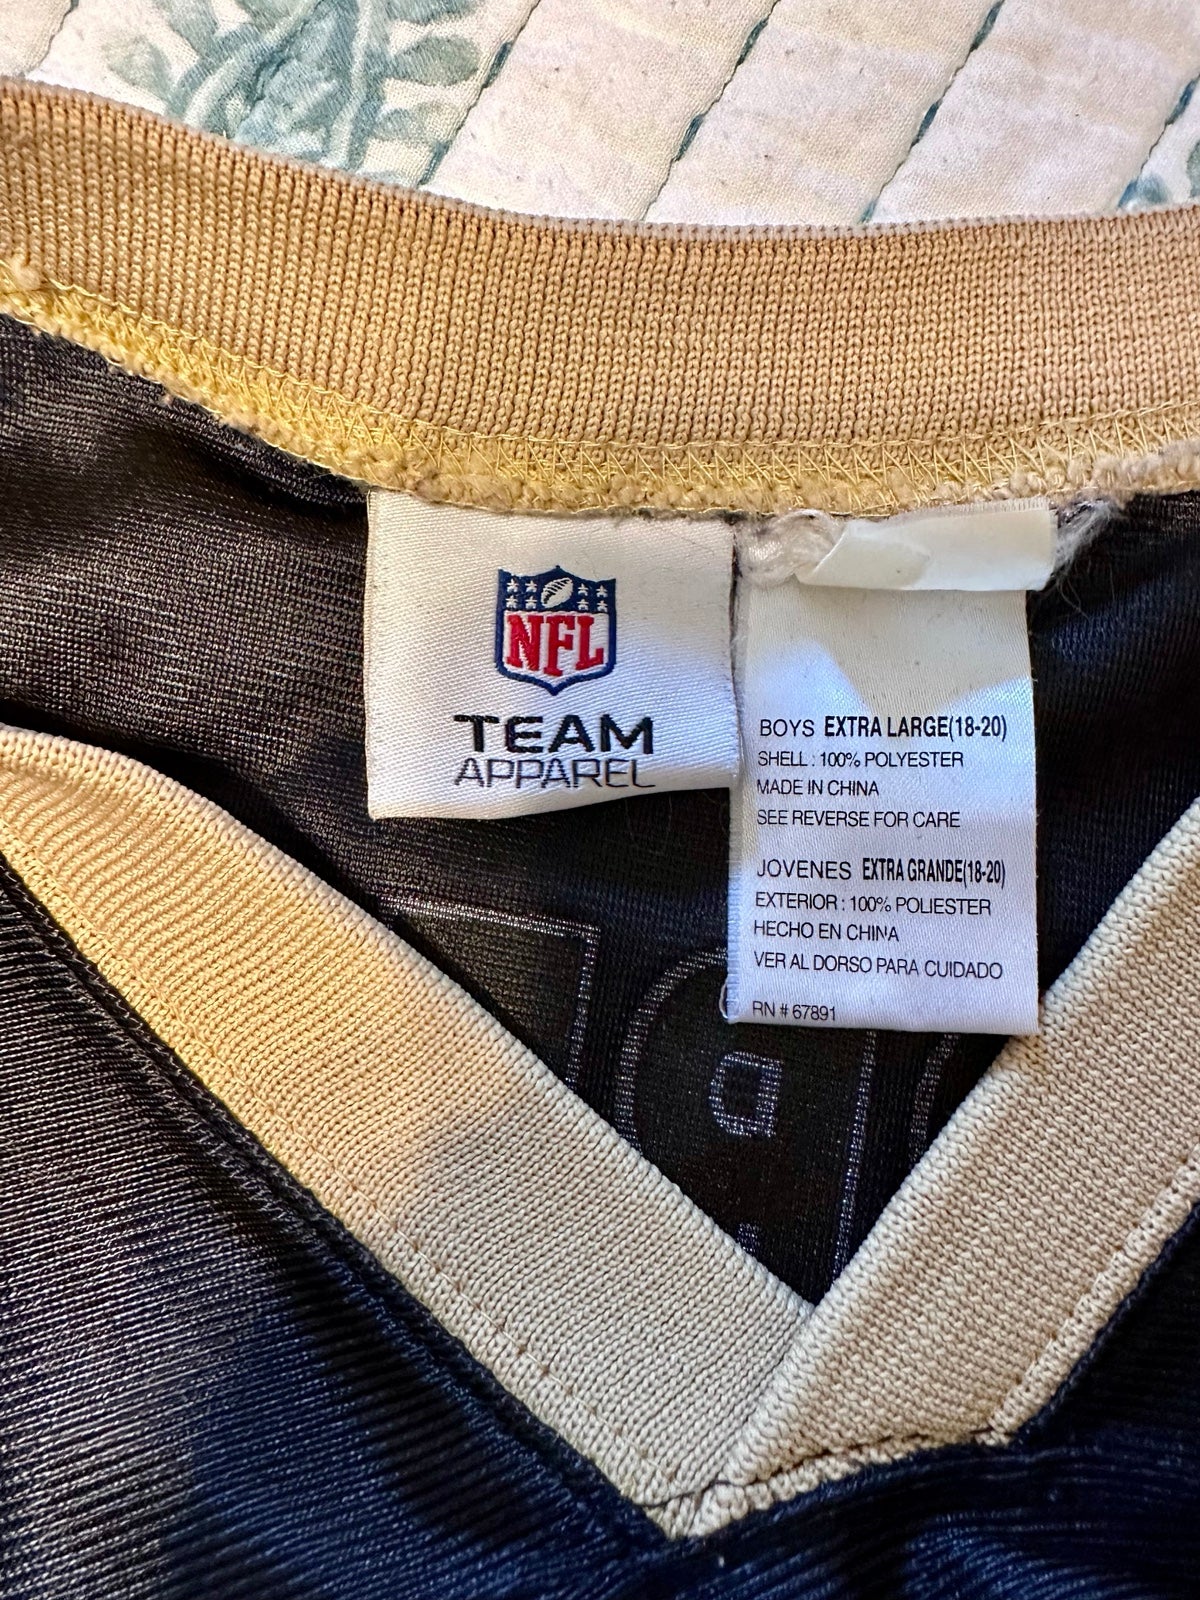 NFL
TEAM
APPAREL
BOYS EXTRA LARGE(18-20)
SHELL : 100% POLYESTER
MADE IN CHINA
SEE REVERSE FOR CARE
JOVENES EXTRA GRANDE(18-20)
EXTERIOR : 100% POLIESTER
HECHO EN CHINA
VER AL DORSO PARA CUIDADO
RN # 67891